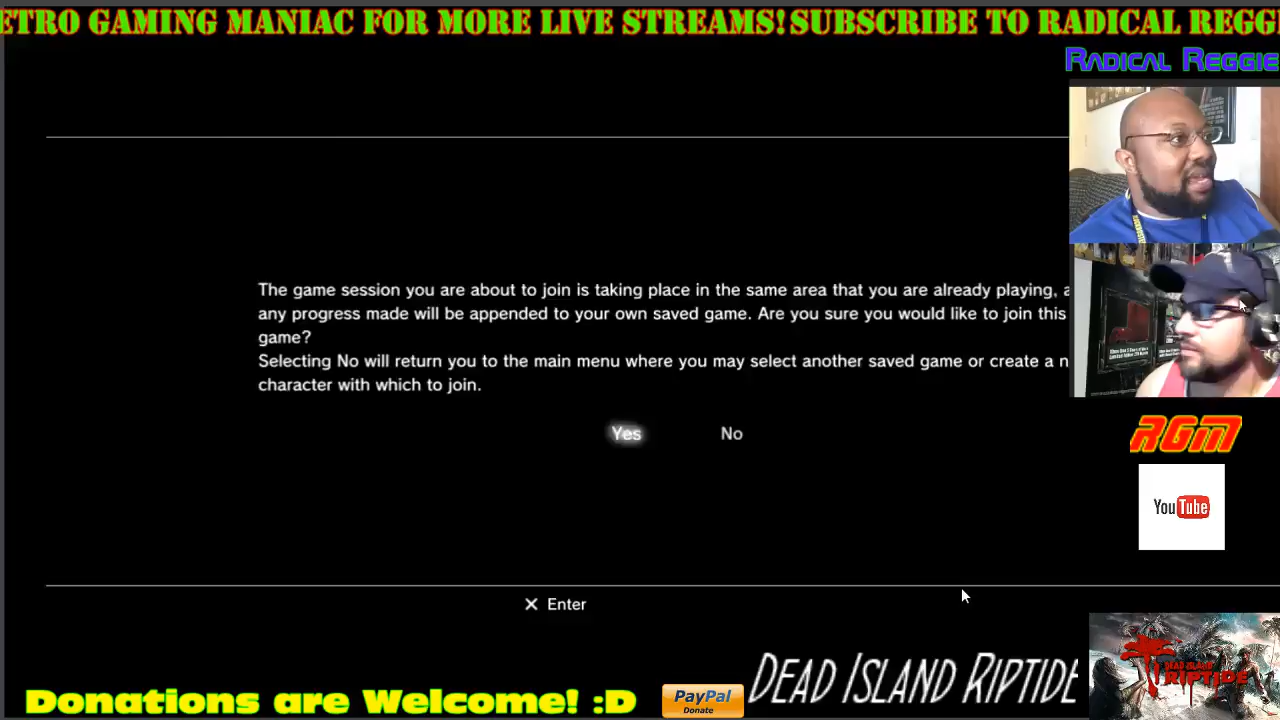 ETRO GAMING MANIAC FOR MORE LIVE STREAMS! SUBSCRIBE TO RADICAL REGGI
RADICAL REGGIE
The game session you are about to join is taking place in the same area that you are already playing, a
any progress made will be appended to your own saved game. Are you sure you would like to join this
game?
Selecting No will return you to the main menu where you may select another saved game or create a n
character with which to join.
Yes No
RGM
YouTube
X Enter
DEAD ISLAND RIPTIDE
DEAD ISLAND
RIPTIDE
Donations are Welcome! :D
PayPal
Donate